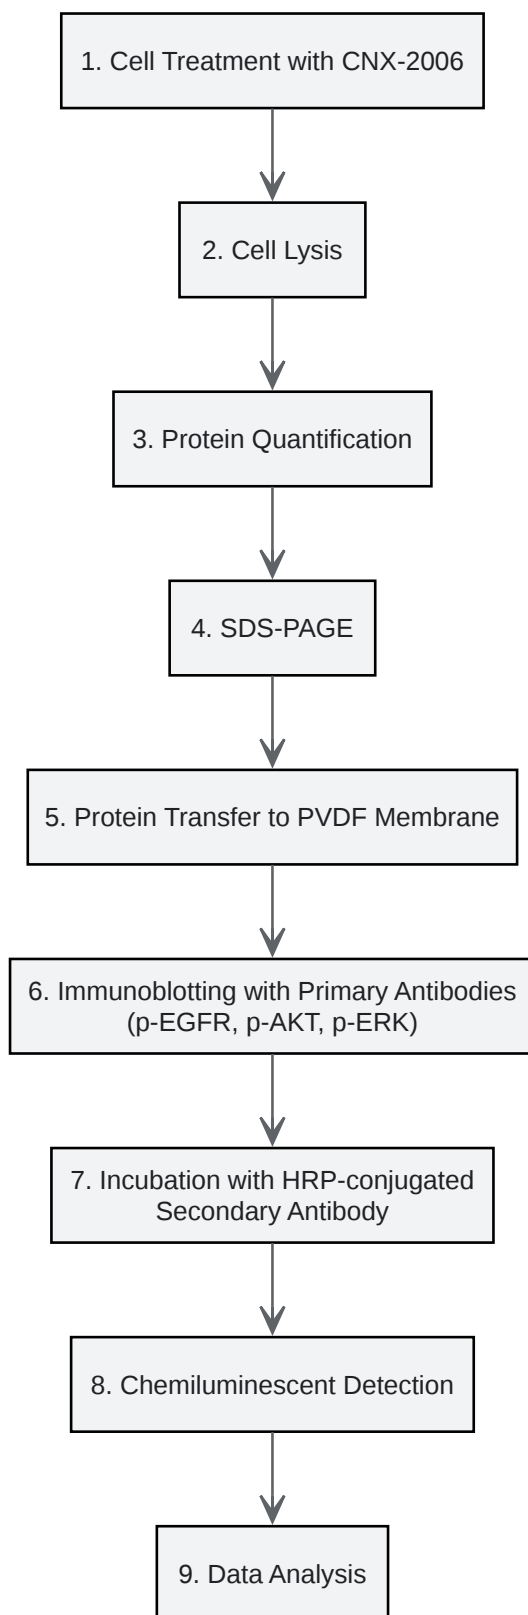 1. Cell Treatment with CNX-2006
2. Cell Lysis
3. Protein Quantification
4. SDS-PAGE
5. Protein Transfer to PVDF Membrane
6. Immunoblotting with Primary Antibodies
(p-EGFR, p-AKT, p-ERK)
7. Incubation with HRP-conjugated
Secondary Antibody
8. Chemiluminescent Detection
9. Data Analysis